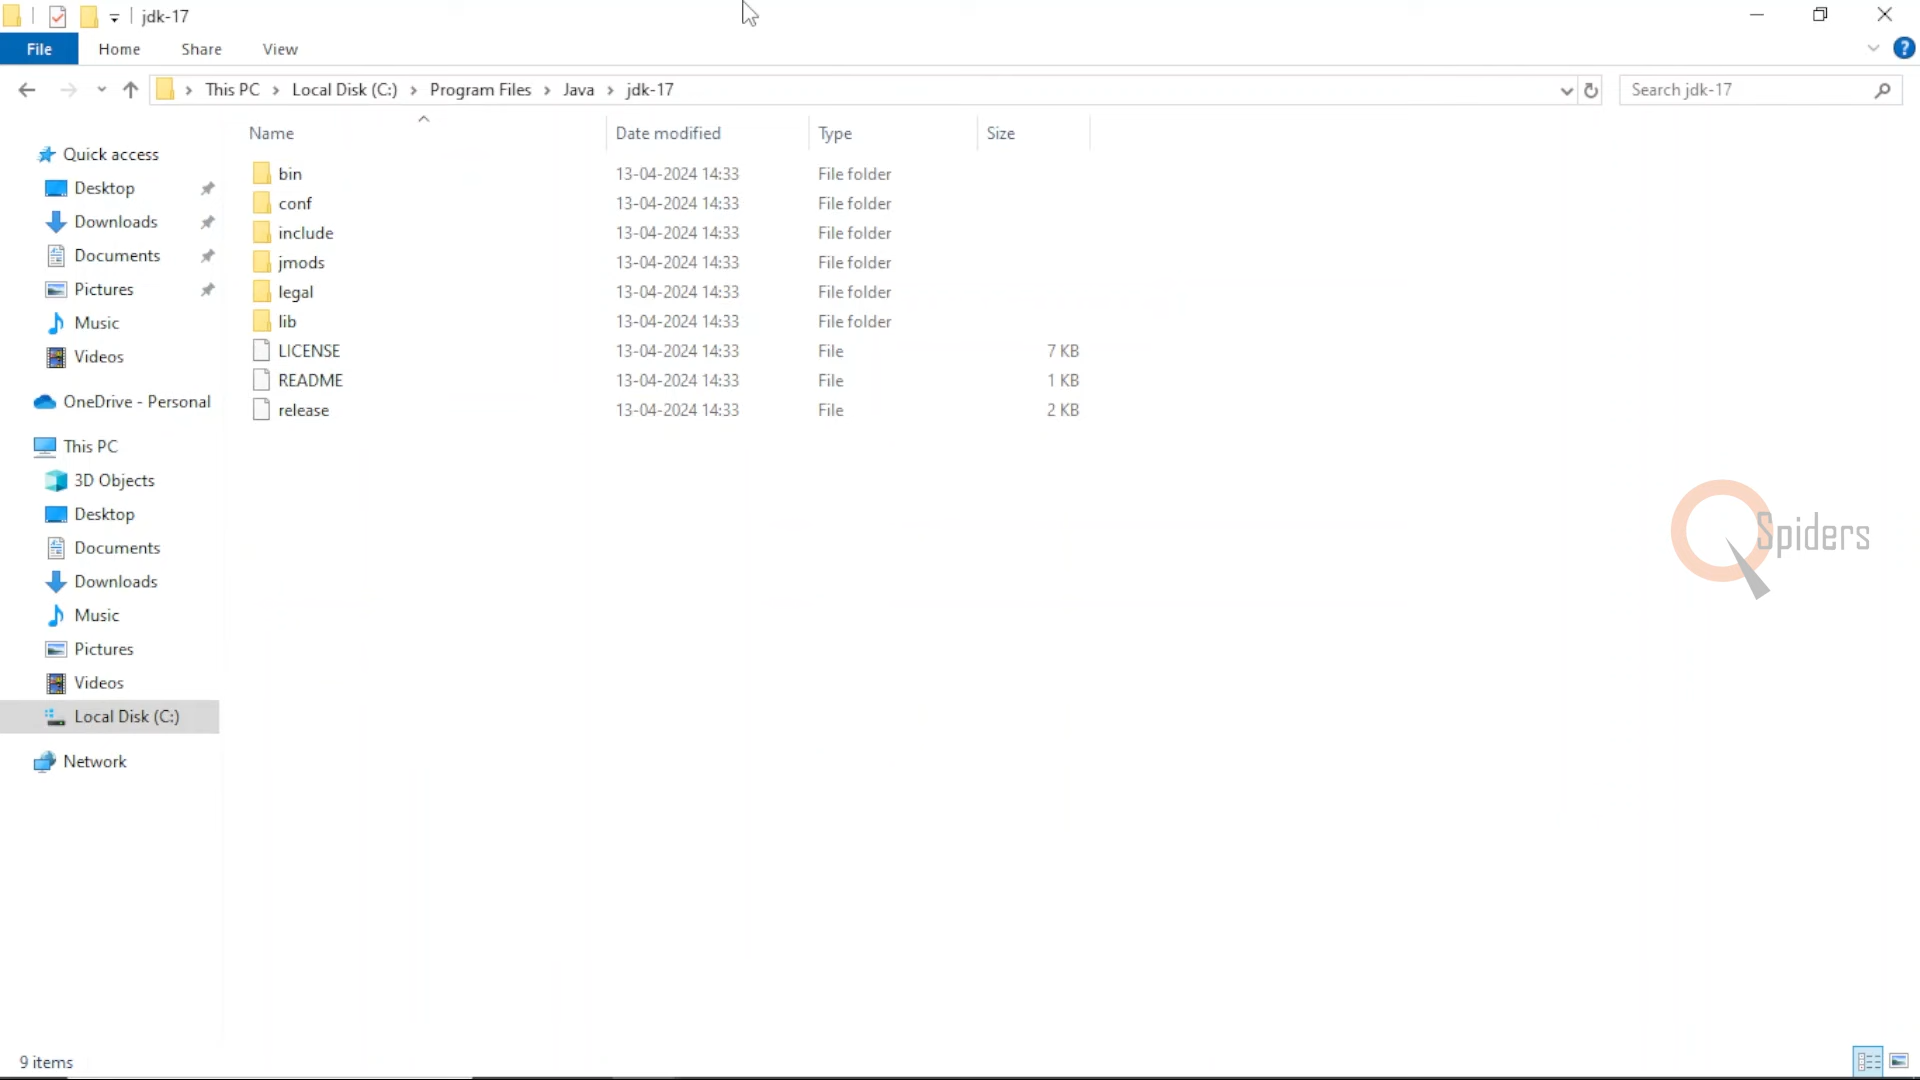 jdk-17
File Home Share View
This PC Local Disk (C:) Program Files Java jdk-17 Search jdk-17
Name Date modified Type Size
Quick access
Desktop
Downloads
Documents
Pictures
Music
Videos
OneDrive - Personal
This PC
3D Objects
Desktop
Documents
Downloads
Music
Pictures
Videos
Local Disk (C:)
Network
bin 13-04-2024 14:33 File folder
conf 13-04-2024 14:33 File folder
include 13-04-2024 14:33 File folder
jmods 13-04-2024 14:33 File folder
legal 13-04-2024 14:33 File folder
lib 13-04-2024 14:33 File folder
LICENSE 13-04-2024 14:33 File 7 KB
README 13-04-2024 14:33 File 1 KB
release 13-04-2024 14:33 File 2 KB
QSpiders
9 items